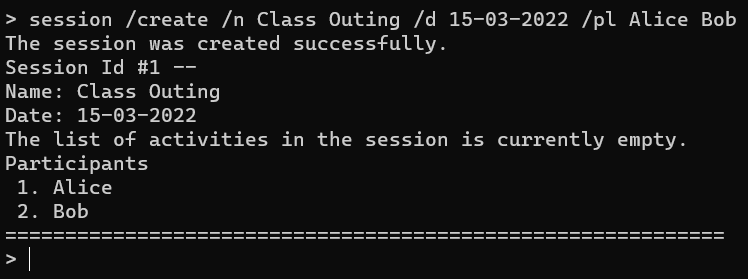 > session /create /n Class Outing /d 15-03-2022 /pl Alice Bob
The session was created successfully.
Session Id #1 --
Name: Class Outing
Date: 15-03-2022
The list of activities in the session is currently empty.
Participants
 1. Alice
 2. Bob
============================================================
>